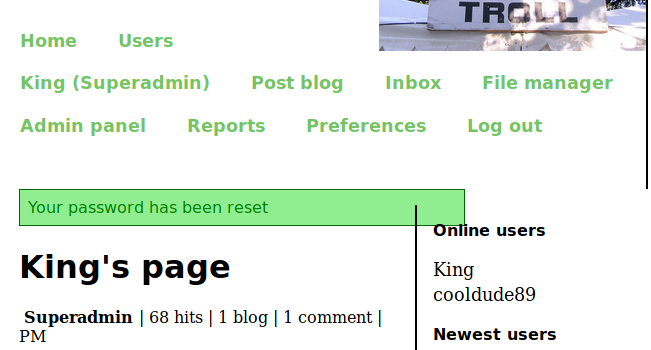 TROLL
Home Users
King (Superadmin) Post blog Inbox File manager
Admin panel Reports Preferences Log out
Your password has been reset
King's page
Superadmin | 68 hits | 1 blog | 1 comment |
PM
Online users
King
cooldude89
Newest users